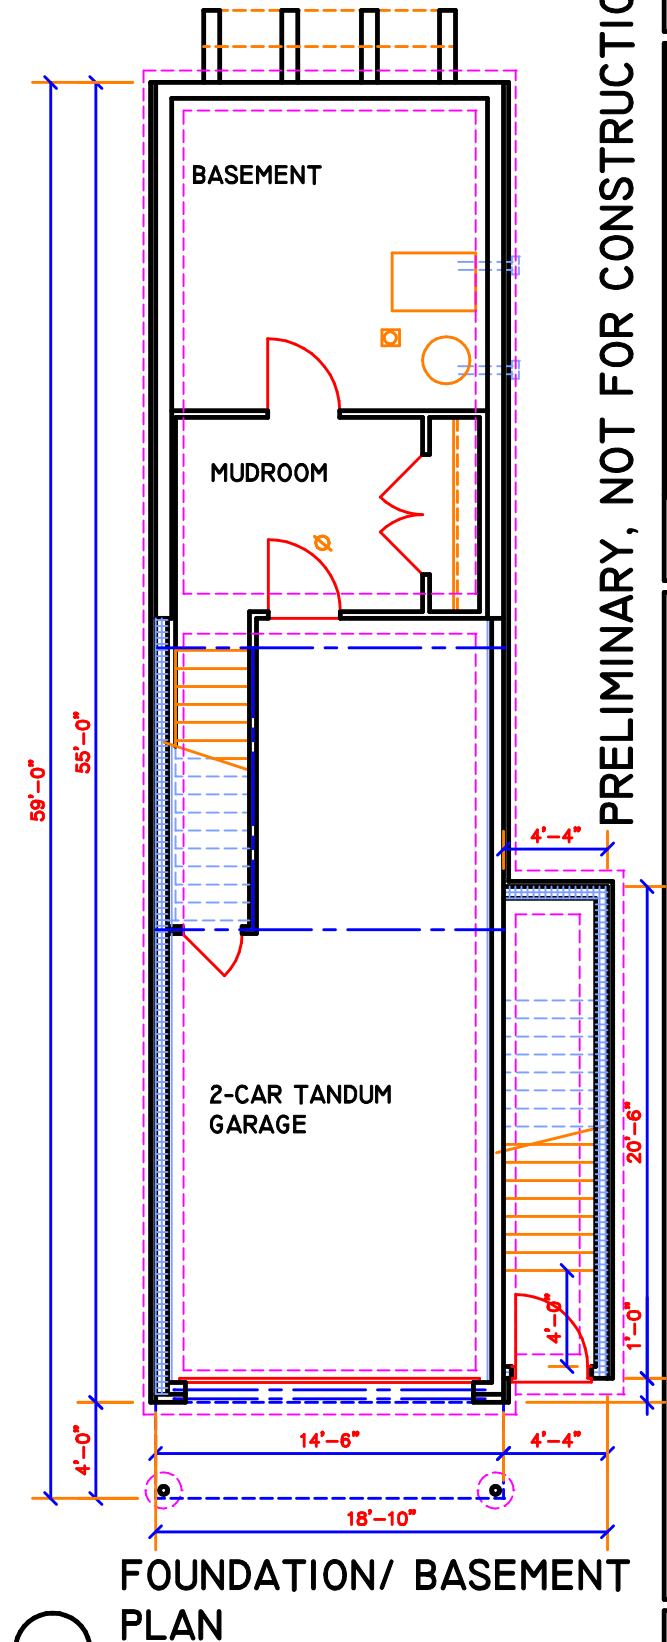 BASEMENT
PRELIMINARY, NOT FOR
MUDROOM
59'-0"
55'-0"
4'-4"
2-CAR TANDUM
GARAGE
20'-6"
4'-0"
1'-0"
4'-0"
14'-6"
4'-4"
18'-10"
FOUNDATION/ BASEMENT
PLAN